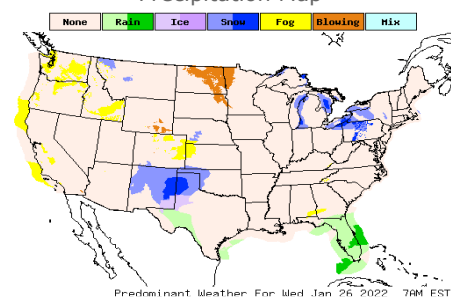 Precipitation Map
None Rain Ice Snow Fog Blowing Mix
Predominant Weather For Wed Jan 26 2022 7AM EST